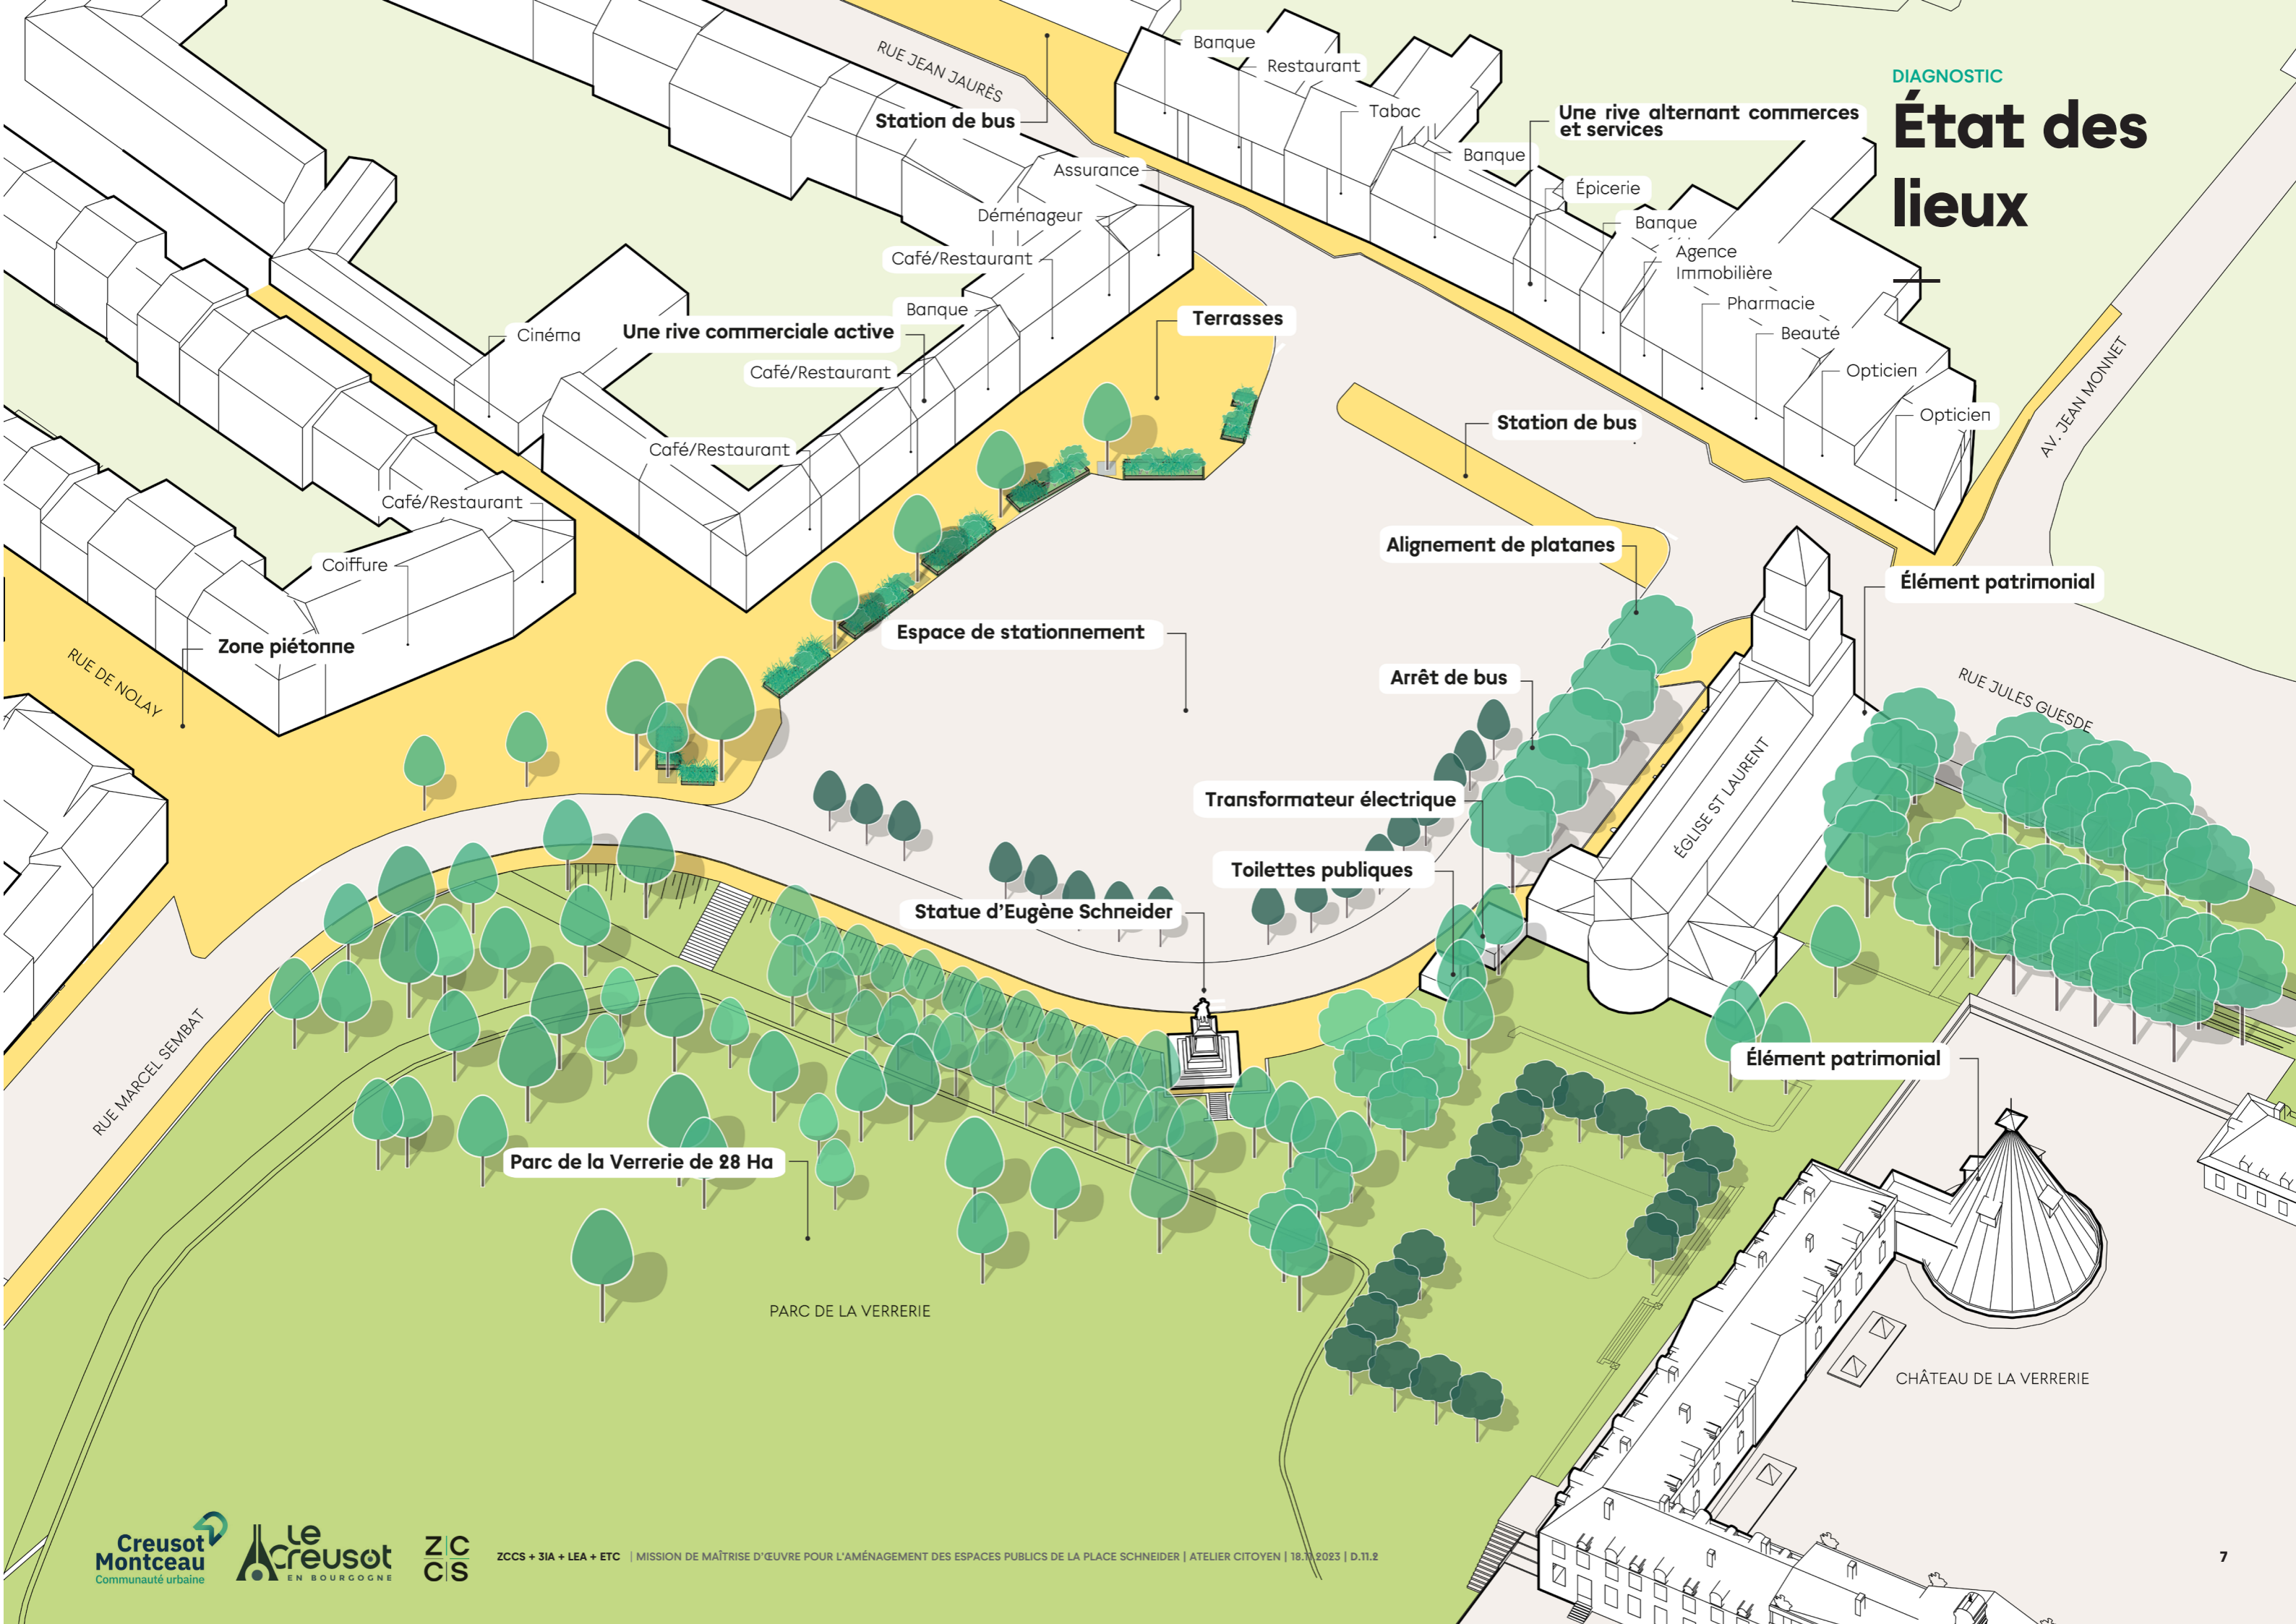 DIAGNOSTIC
État des
lieux
RUE JEAN JAURÈS
Station de bus
Banque
Restaurant
Tabac
Une rive alternant commerces
et services
Banque
Épicerie
Banque
Agence
Immobilière
Pharmacie
Beauté
Opticien
Opticien
AV. JEAN MONNET
Assurance
Déménageur
Café/Restaurant
Banque
Une rive commerciale active
Café/Restaurant
Cinéma
Café/Restaurant
Café/Restaurant
Coiffure
Terrasses
Station de bus
Alignement de platanes
Élément patrimonial
Zone piétonne
RUE DE NOLAY
Espace de stationnement
Arrêt de bus
RUE JULES GUESDE
ÉGLISE ST LAURENT
Transformateur électrique
Toilettes publiques
Statue d'Eugène Schneider
RUE MARCEL SEMBAT
Élément patrimonial
Parc de la Verrerie de 28 Ha
PARC DE LA VERRERIE
CHÂTEAU DE LA VERRERIE
Creusot
Montceau
Communauté urbaine
Le
Creusot
EN BOURGOGNE
ZC
CS
ZCCS + 3IA + LEA + ETC | MISSION DE MAÎTRISE D'ŒUVRE POUR L'AMÉNAGEMENT DES ESPACES PUBLICS DE LA PLACE SCHNEIDER | ATELIER CITOYEN | 18.11.2023 | D.11.2
7